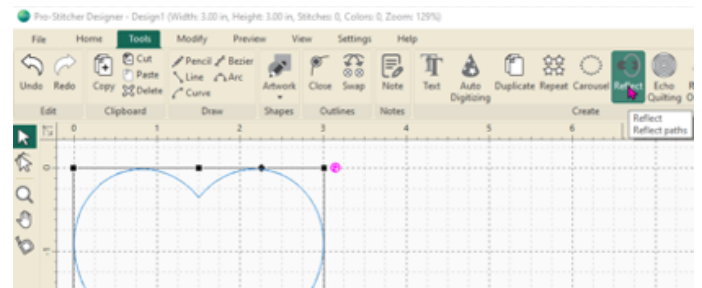 Pro-Stitcher Designer - Design1 (Width: 3.00 in, Height: 3.00 in, Stitches: 0, Colors: 0, Zoom: 129%)
File Home Tools Modify Preview View Settings Help
Undo Redo Copy Cut Paste Delete Pencil Bezier Line Arc Curve Artwork Close Swap Note Text Auto Digitizing Duplicate Repeat Carousel Reflect Echo Quilting
Edit Clipboard Draw Shapes Outlines Notes Create
Reflect
Reflect paths
0 1 2 3 4 5 6
0
1